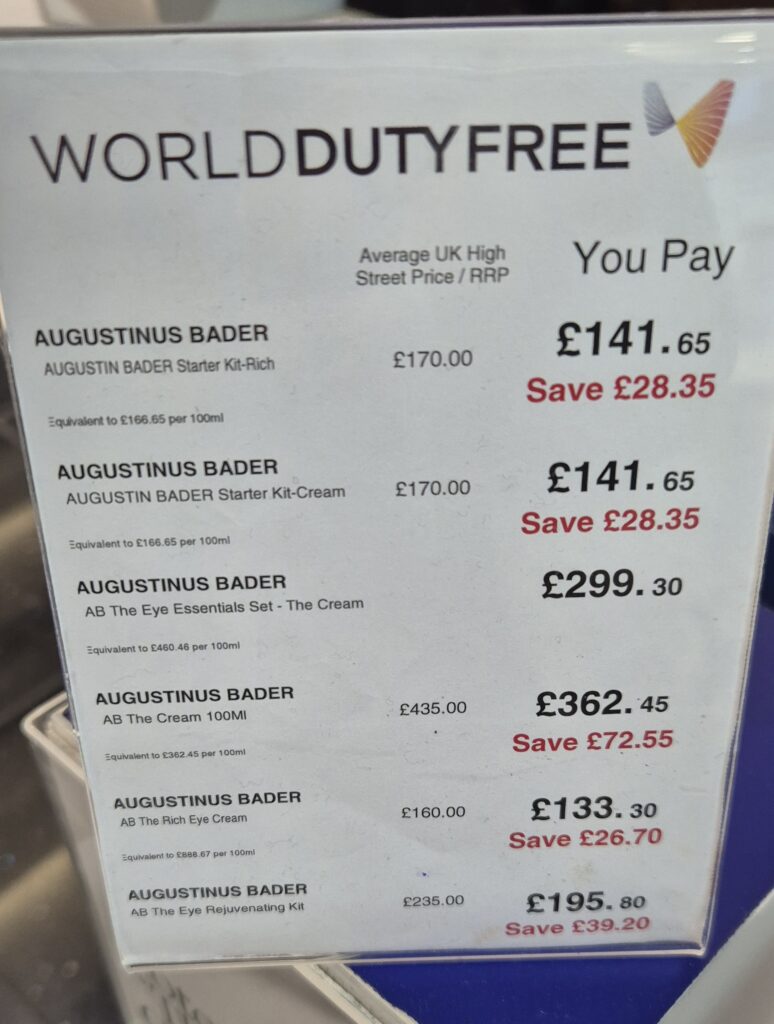 WORLDDUTYFREE
Average UK High
Street Price / RRP
You Pay
AUGUSTINUS BADER
AUGUSTIN BADER Starter Kit-Rich
£170.00
£141.65
Save £28.35
Equivalent to £166.65 per 100ml
AUGUSTINUS BADER
AUGUSTIN BADER Starter Kit-Cream
£170.00
£141.65
Save £28.35
Equivalent to £166.65 per 100ml
AUGUSTINUS BADER
AB The Eye Essentials Set - The Cream
£299.30
Equivalent to £460.46 per 100ml
AUGUSTINUS BADER
AB The Cream 100Ml
£435.00
£362.45
Save £72.55
Equivalent to £362.45 per 100ml
AUGUSTINUS BADER
AB The Rich Eye Cream
£160.00
£133.30
Save £26.70
Equivalent to £888.67 per 100ml
AUGUSTINUS BADER
AB The Eye Rejuvenating Kit
£235.00
£195.80
Save £39.20